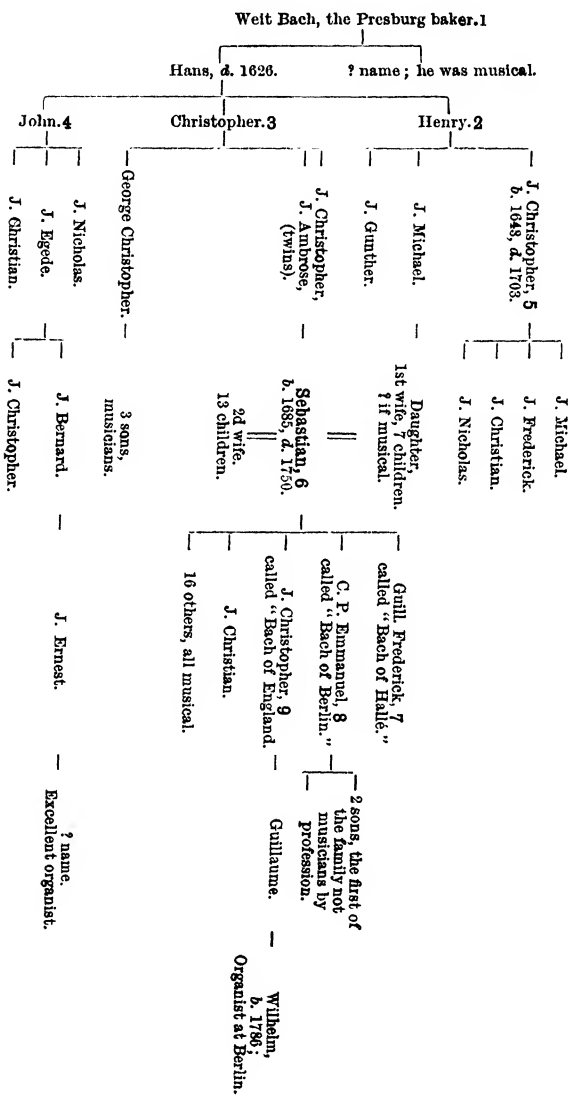 Weit Bach, the Presburg baker.1
Hans, d. 1626.
? name ; he was musical.
John.4
Christopher.3
Henry.2
J. Christian.
J. Egede.
J. Nicholas.
George Christopher.
J. Christopher,
J. Ambrose,
(twins).
J. Gunther.
J. Michael.
J. Christopher, 5
b. 1643, d. 1703.
J. Christopher.
J. Bernard.
3 sons,
musicians.
Sebastian, 6
b. 1685, d. 1750.
2d wife.
13 children.
Daughter,
1st wife, 7 children.
? if musical.
J. Nicholas.
J. Christian.
J. Frederick.
J. Michael.
J. Ernest.
16 others, all musical.
J. Christian.
J. Christopher, 9
called “Bach of England.
C. P. Emmanuel, 8
called “Bach of Berlin.”
Guill. Frederick, 7
called “Bach of Hallé.”
? name.
Excellent organist.
Guillaume.
2 sons, the first of
the family not
musicians by
profession.
Wilhelm,
b. 1786 ;
Organist at Berlin.